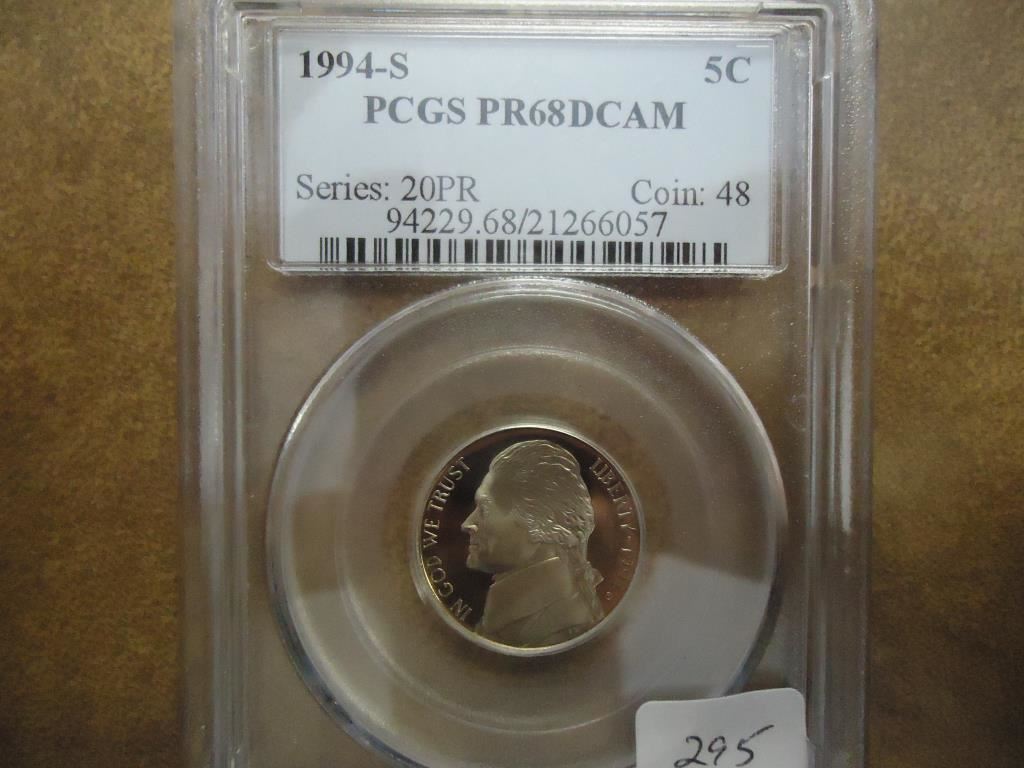 1994-S 5C
PCGS PR68DCAM
Series: 20PR Coin: 48
94229.68/21266057
IN GOD WE TRUST
LIBERTY
295